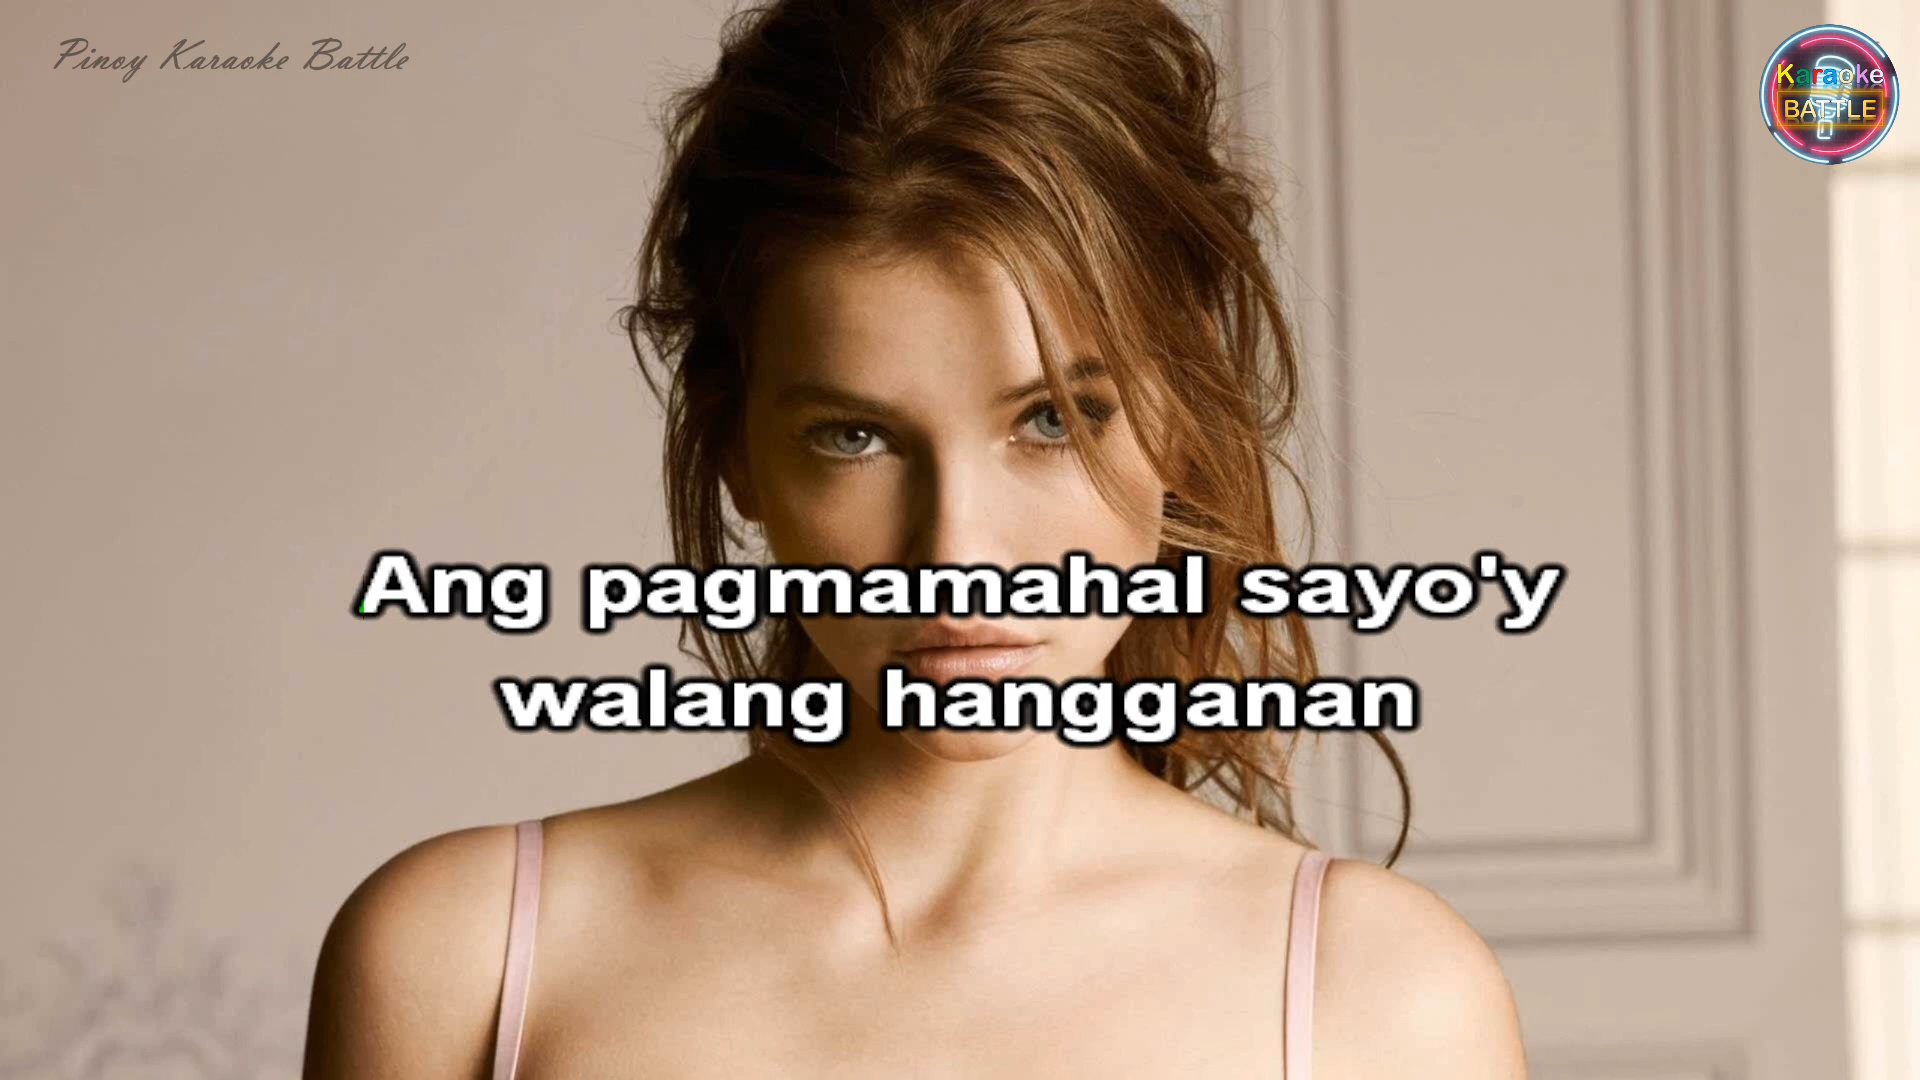 Pinoy Karaoke Battle
Karaoke
BATTLE
Ang pagmamahal sayo'y
walang hangganan